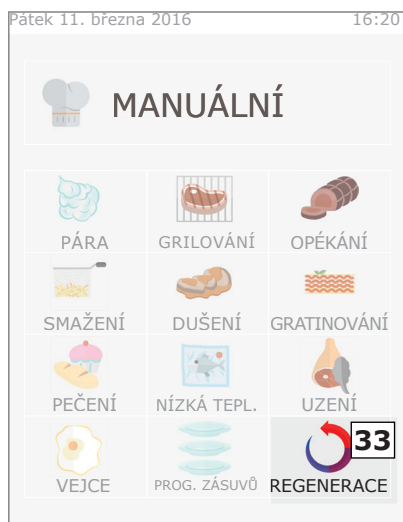 Pátek 11. března 2016 16:20
MANUÁLNÍ
PÁRA GRILOVÁNÍ OPÉKÁNÍ
SMAŽENÍ DUŠENÍ GRATINOVÁNÍ
PEČENÍ NÍZKÁ TEPL. UZENÍ
33
VEJCE PROG. ZÁSUVŮ REGENERACE